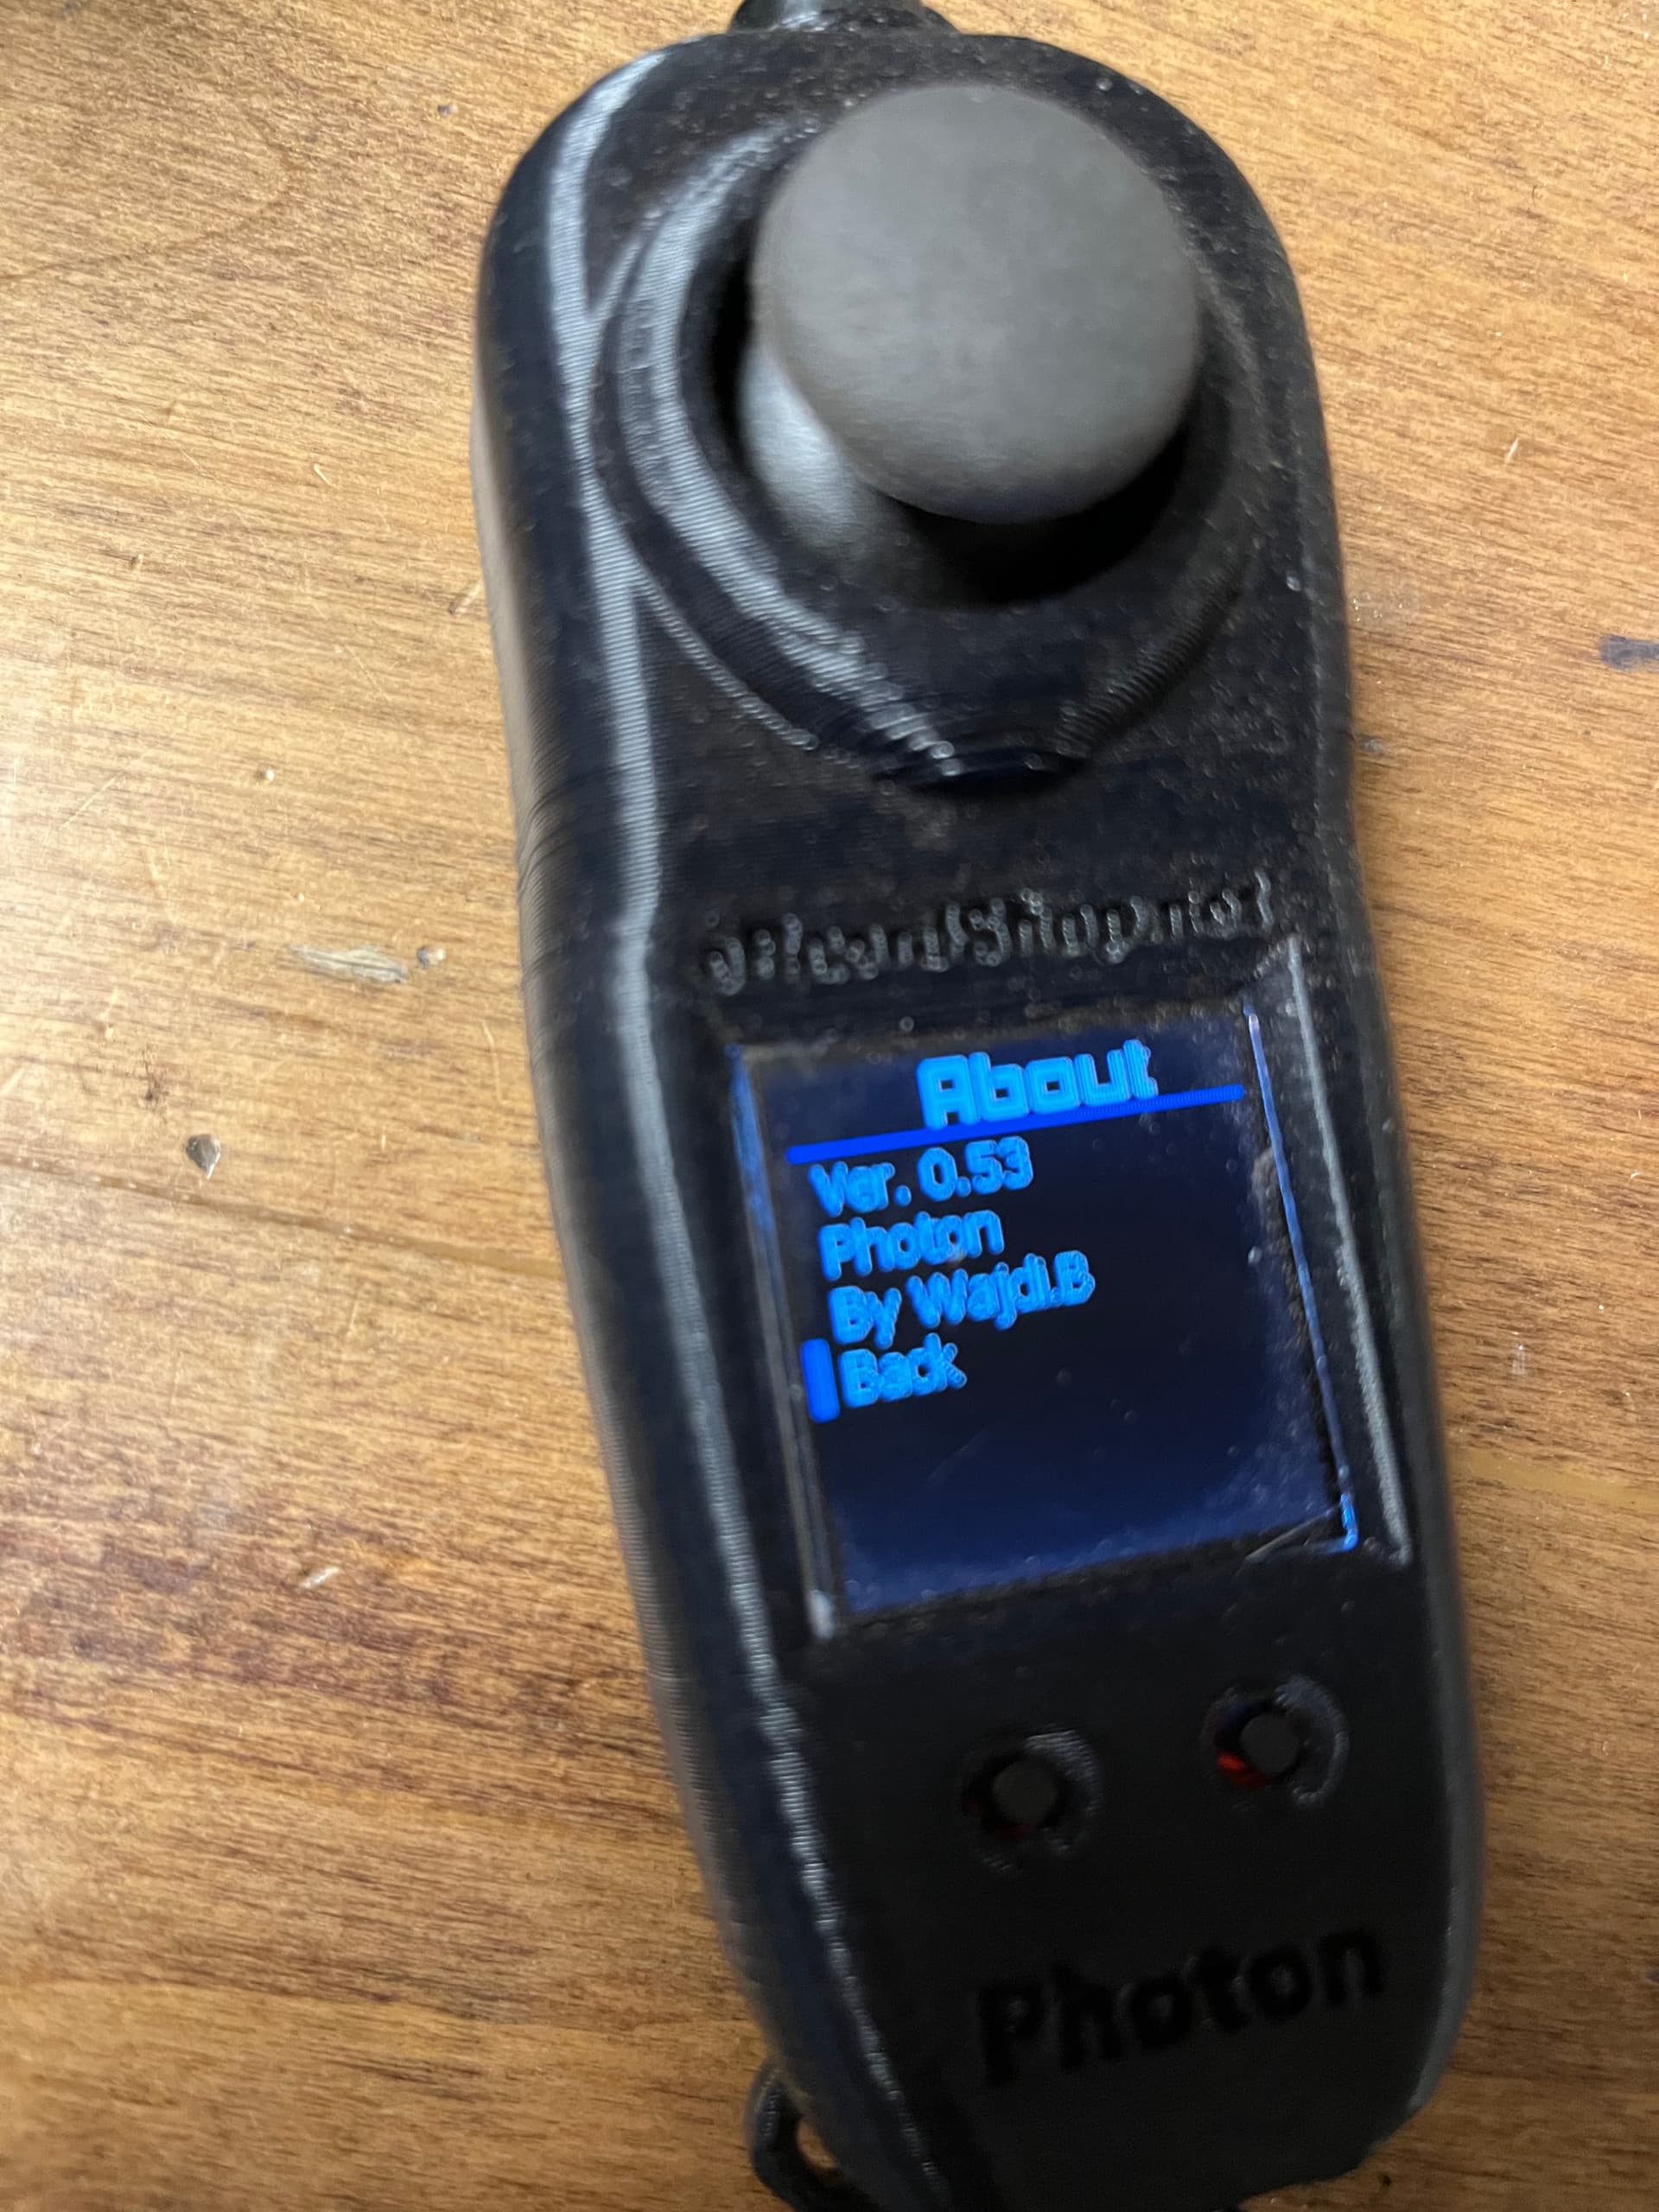 About
Ver. 0.53
Photon
By Wajdi.B
Back
Photon